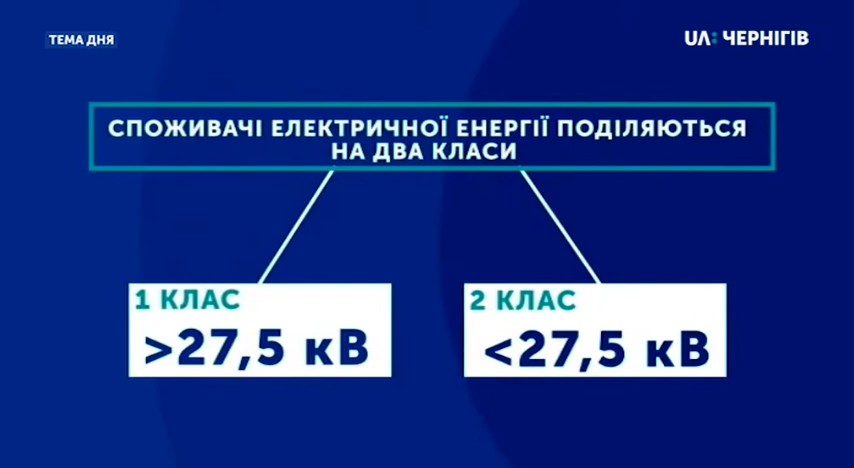 ТЕМА ДНЯ
UA: ЧЕРНІГІВ
СПОЖИВАЧІ ЕЛЕКТРИЧНОЇ ЕНЕРГІЇ ПОДІЛЯЮТЬСЯ
НА ДВА КЛАСИ
1 КЛАС
>27,5 кВ
2 КЛАС
<27,5 кВ